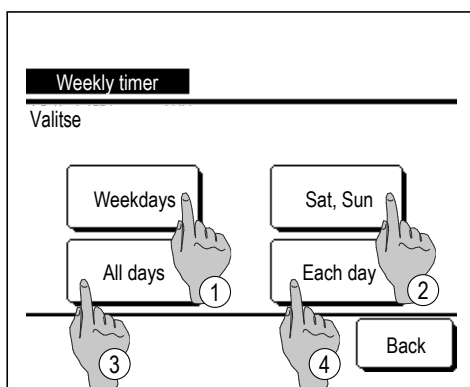 Weekly timer
Valitse
Weekdays
Sat, Sun
1
2
All days
Each day
3
4
Back